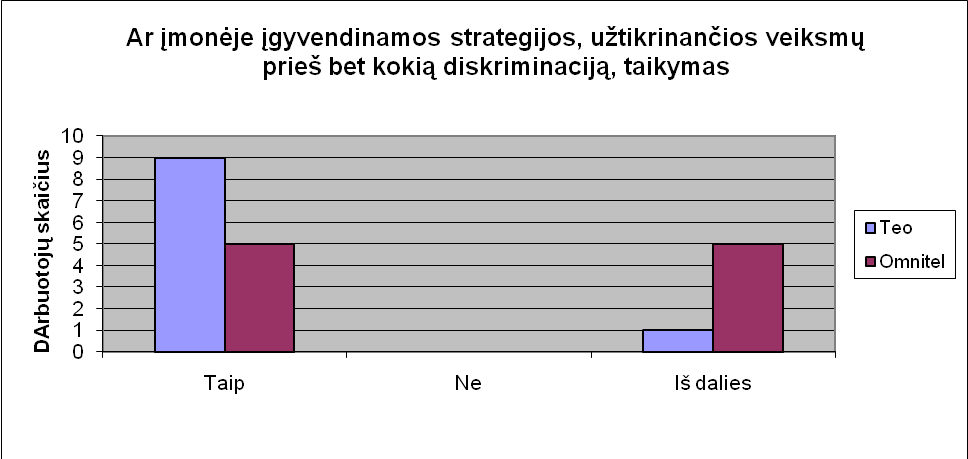 Ar įmonėje įgyvendinamos strategijos, užtikrinančios veiksmų
prieš bet kokią diskriminaciją, taikymas
DArbuotojų skaičius
10
9
8
7
6
5
4
3
2
1
0
Taip
Ne
Iš dalies
Teo
Omnitel